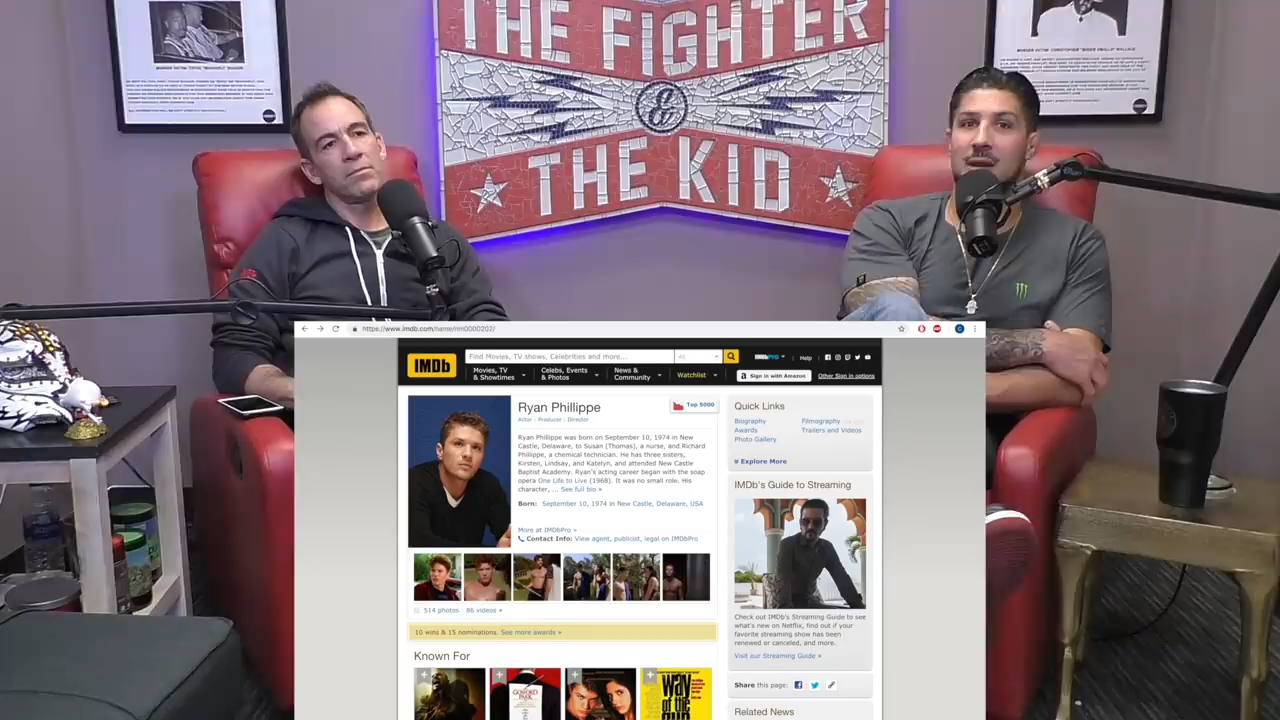 THE FIGHTER
&
THE KID
https://www.imdb.com/name/nm0000202/
IMDb
Find Movies, TV shows, Celebrities and more...
All
IMDbPro
Help
Movies, TV
& Showtimes
Celebs, Events
& Photos
News &
Community
Watchlist
Sign in with Amazon
Other Sign in options
Ryan Phillippe
Top 5000
Actor | Producer | Director
Ryan Phillippe was born on September 10, 1974 in New
Castle, Delaware, to Susan (Thomas), a nurse, and Richard
Phillippe, a chemical technician. He has three sisters,
Kirsten, Lindsay, and Katelyn, and attended New Castle
Baptist Academy. Ryan's acting career began with the soap
opera One Life to Live (1968). It was no small role. His
character, ... See full bio »
Born: September 10, 1974 in New Castle, Delaware, USA
More at IMDbPro »
Contact Info: View agent, publicist, legal on IMDbPro
514 photos | 86 videos »
10 wins & 15 nominations. See more awards »
Known For
GOSFORD
PARK
way
of the
gun
Quick Links
Biography
Filmography
Awards
Trailers and Videos
Photo Gallery
Explore More
IMDb's Guide to Streaming
Check out IMDb's Streaming Guide to see
what's new on Netflix, find out if your
favorite streaming show has been
renewed or canceled, and more.
Visit our Streaming Guide »
Share this page:
Related News